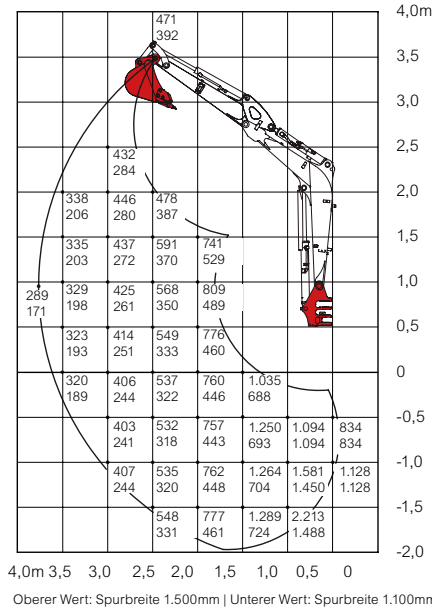 471
4,0m
392
3,5
3,0
432
2,5
284
338 446 478
2,0
206 280 387
335 437 591 741
1,5
203 272 370 529
329 425 568 809
1,0
289
198 261 350 489
171
323 414 549 776
0,5
193 251 333 460
320 406 537 760 1.035
0
189 244 322 446 688
403 532 757 1.250 1.094 834
-0,5
241 318 443 693 1.094 834
407 535 762 1.264 1.581 1.128
-1,0
244 320 448 704 1.450 1.128
548 777 1.289 2.213
-1,5
331 461 724 1.488
-2,0
4,0m 3,5 3,0 2,5 2,0 1,5 1,0 0,5 0
Oberer Wert: Spurbreite 1.500mm | Unterer Wert: Spurbreite 1.100mm